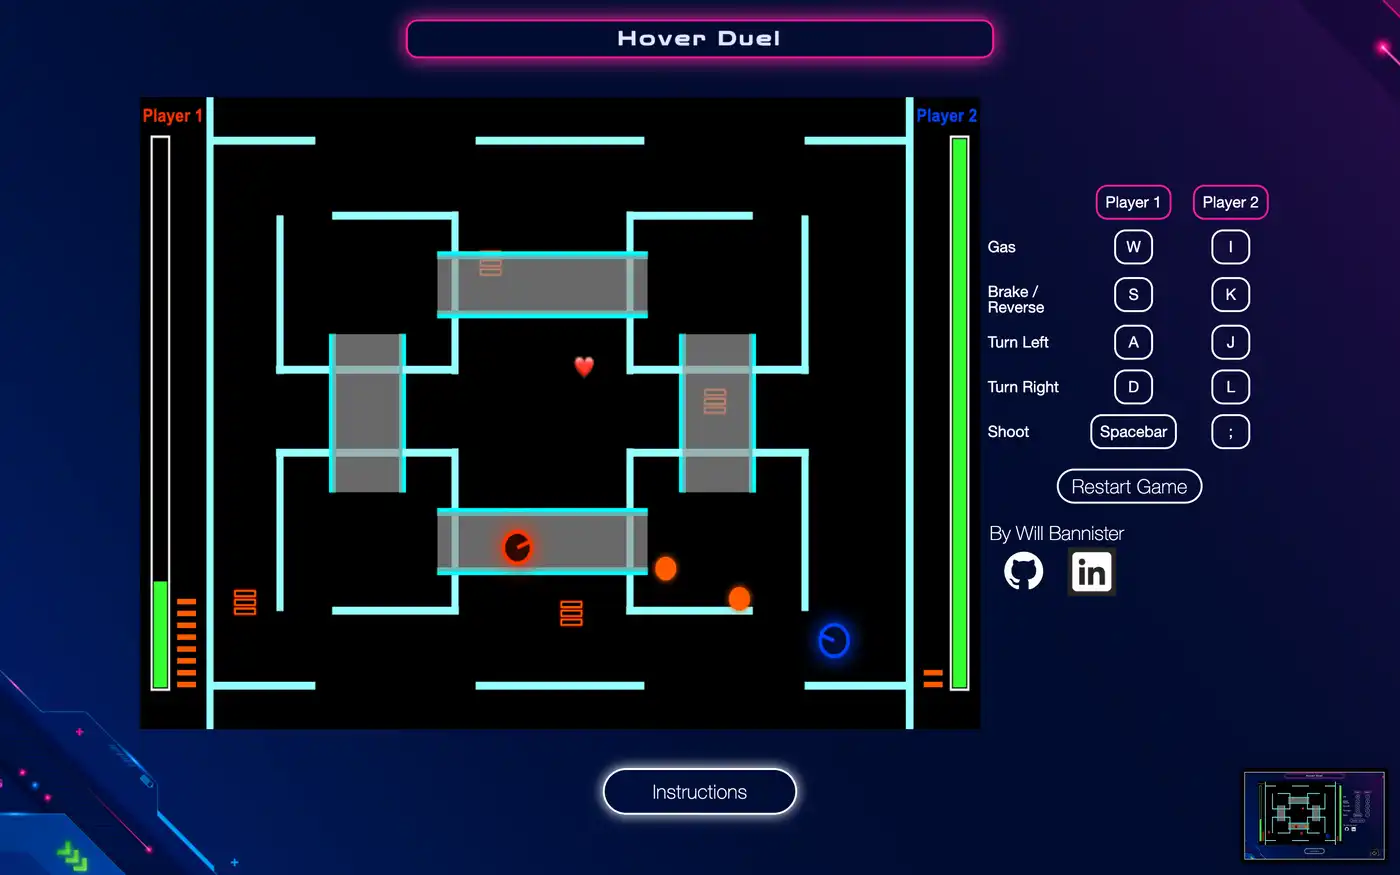 Hover Duel
Player 1
Player 2
Player 1
Player 2
Gas
W
I
Brake /
Reverse
S
K
Turn Left
A
J
Turn Right
D
L
Shoot
Spacebar
;
Restart Game
By Will Bannister
in
Instructions